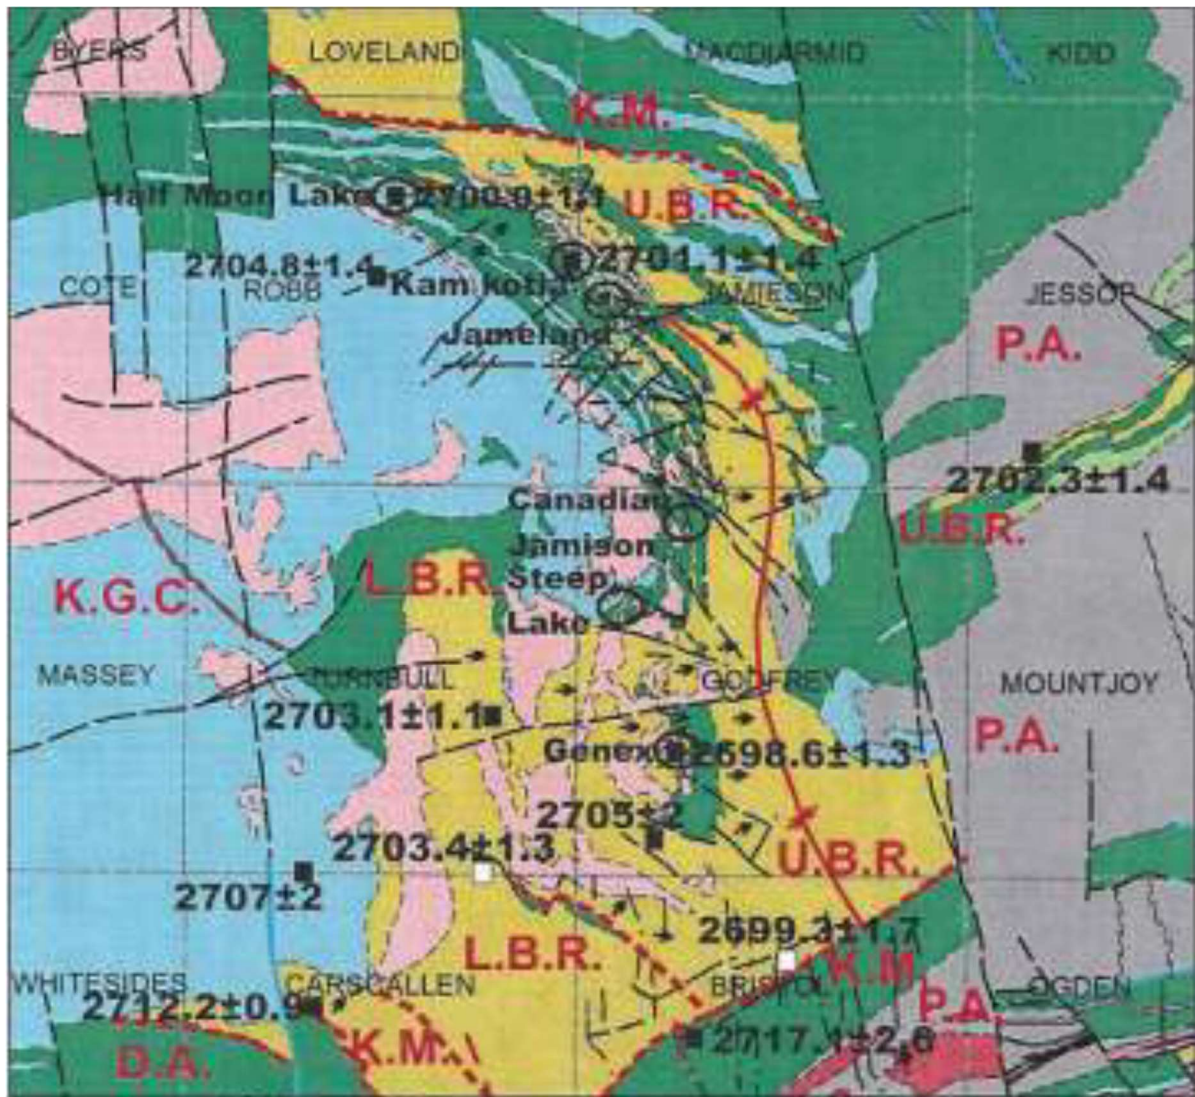 BYERS
LOVELAND
MACDIARMID
KIDD
K.M.
Half Moon Lake
2700.0±1.1
U.B.R.
2704.8±1.4
2701.1±1.4
COTE
ROBB
Kam kotia
JAMIESON
JESSOP
P.A.
Jameland
2702.3±1.4
Canadian
Jamison
U.B.R.
L.B.R.
Steep
K.G.C.
Lake
MASSEY
TURNBULL
GODFREY
MOUNTJOY
2703.1±1.1
P.A.
Genex
2698.6±1.3
2705±2
2703.4±1.3
U.B.R.
2707±2
2699.3±1.7
L.B.R.
K.M.
WHITESIDES
CARSCALLEN
BRISTOL
OGDEN
P.A.
2712.2±0.9
K.M.
2717.1±2.6
D.A.